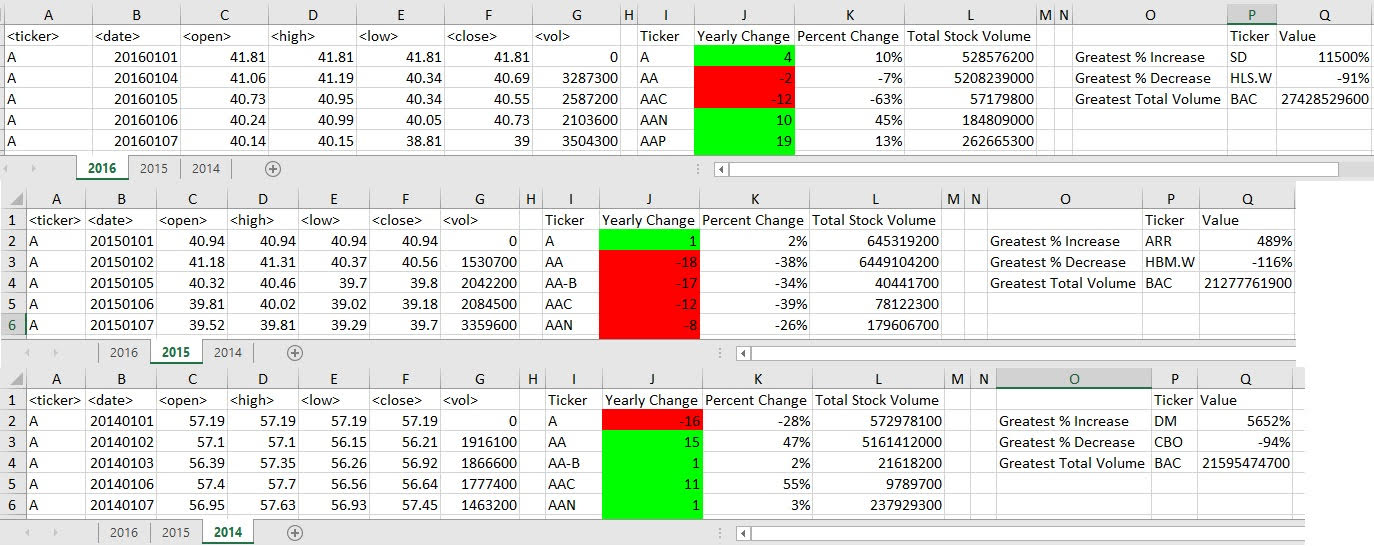 A B C D E F G H I J K L M N O P Q
<ticker> <date> <open> <high> <low> <close> <vol> Ticker Yearly Change Percent Change Total Stock Volume Ticker Value
A 20160101 41.81 41.81 41.81 41.81 0 A 4 10% 528576200 Greatest % Increase SD 11500%
A 20160104 41.06 41.19 40.34 40.69 3287300 AA -2 -7% 5208239000 Greatest % Decrease HLS.W -91%
A 20160105 40.73 40.95 40.34 40.55 2587200 AAC -12 -63% 57179800 Greatest Total Volume BAC 27428529600
A 20160106 40.24 40.99 40.05 40.73 2103600 AAN 10 45% 184809000
A 20160107 40.14 40.15 38.81 39 3504300 AAP 19 13% 262665300
2016 2015 2014
A B C D E F G H I J K L M N O P Q
1 <ticker> <date> <open> <high> <low> <close> <vol> Ticker Yearly Change Percent Change Total Stock Volume Ticker Value
2 A 20150101 40.94 40.94 40.94 40.94 0 A 1 2% 645319200 Greatest % Increase ARR 489%
3 A 20150102 41.18 41.31 40.37 40.56 1530700 AA -18 -38% 6449104200 Greatest % Decrease HBM.W -116%
4 A 20150105 40.32 40.46 39.7 39.8 2042200 AA-B -17 -34% 40441700 Greatest Total Volume BAC 21277761900
5 A 20150106 39.81 40.02 39.02 39.18 2084500 AAC -12 -39% 78122300
6 A 20150107 39.52 39.81 39.29 39.7 3359600 AAN -8 -26% 179606700
2016 2015 2014
A B C D E F G H I J K L M N O P Q
1 <ticker> <date> <open> <high> <low> <close> <vol> Ticker Yearly Change Percent Change Total Stock Volume Ticker Value
2 A 20140101 57.19 57.19 57.19 57.19 0 A -16 -28% 572978100 Greatest % Increase DM 5652%
3 A 20140102 57.1 57.1 56.15 56.21 1916100 AA 15 47% 5161412000 Greatest % Decrease CBO -94%
4 A 20140103 56.39 57.35 56.26 56.92 1866600 AA-B 1 2% 21618200 Greatest Total Volume BAC 21595474700
5 A 20140106 57.4 57.7 56.56 56.64 1777400 AAC 11 55% 9789700
6 A 20140107 56.95 57.63 56.93 57.45 1463200 AAN 1 3% 237929300
2016 2015 2014